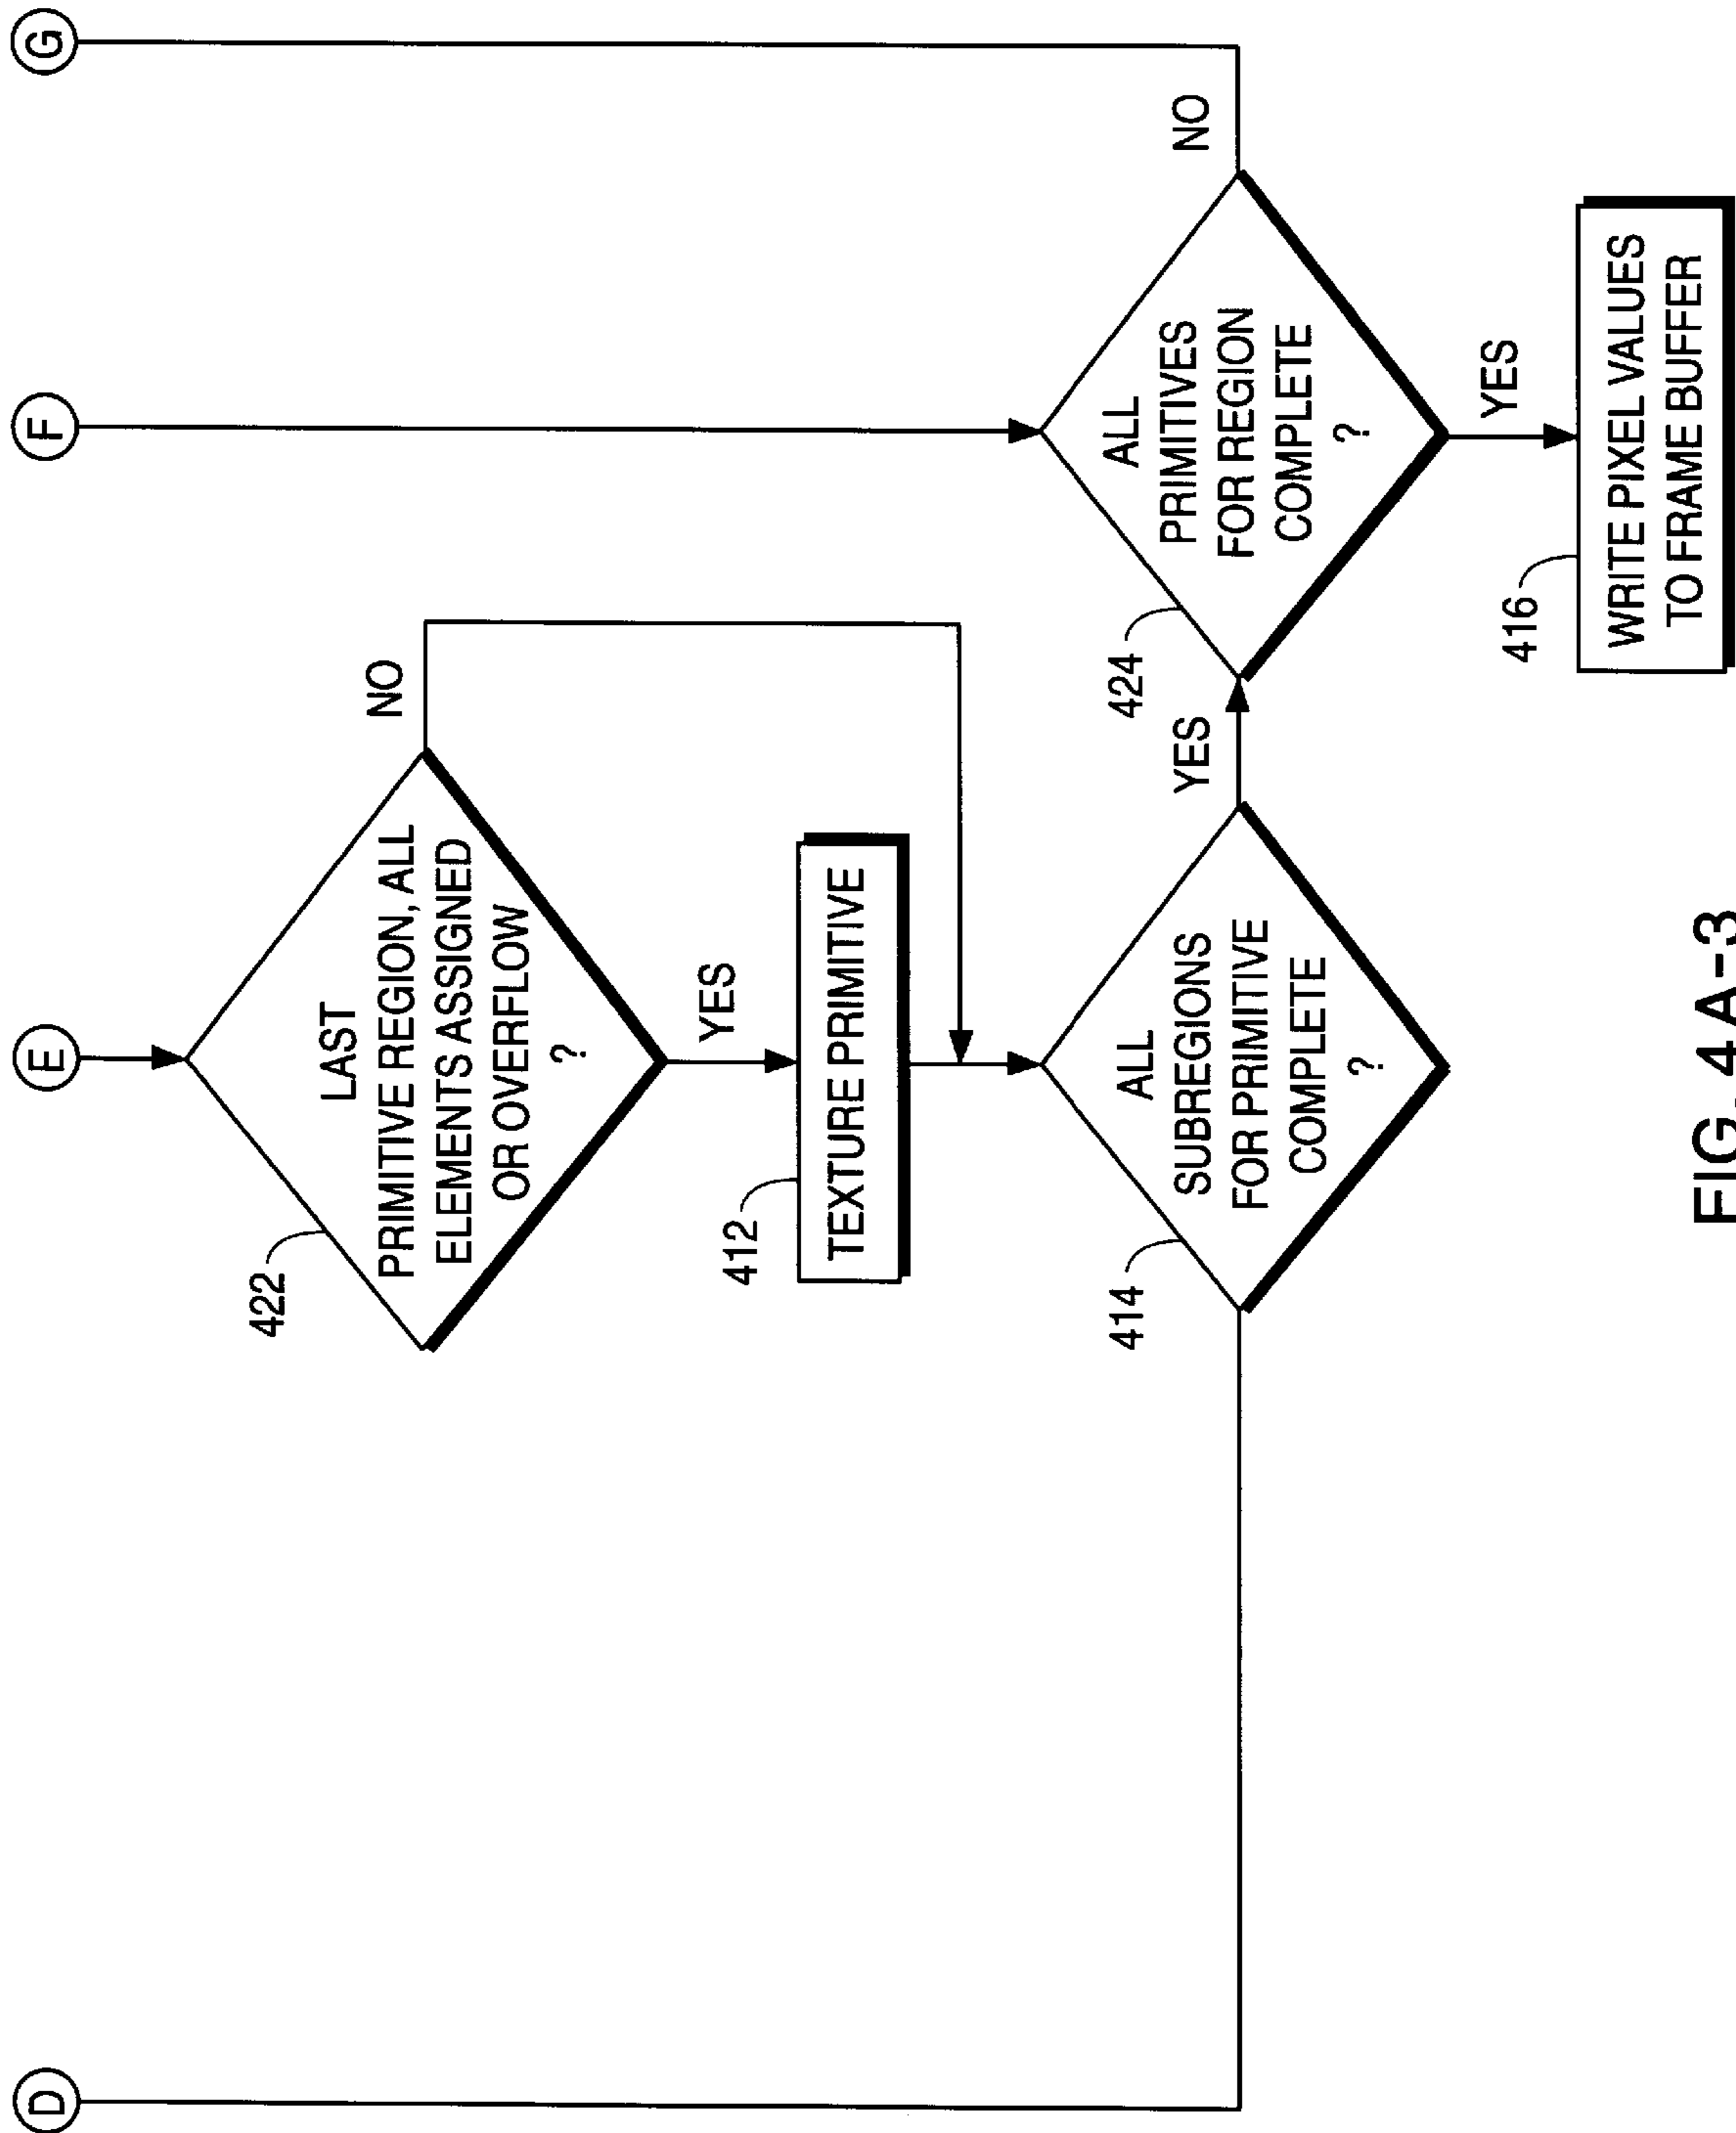 D
E
F
G
422
LAST
PRIMITIVE REGION, ALL
ELEMENTS ASSIGNED
OR OVERFLOW
?
NO
YES
412
TEXTURE PRIMITIVE
414
ALL
SUBREGIONS
FOR PRIMITIVE
COMPLETE
?
YES
424
ALL
PRIMITIVES
FOR REGION
COMPLETE
?
NO
YES
416
WRITE PIXEL VALUES
TO FRAME BUFFER
FIG. 4A-3